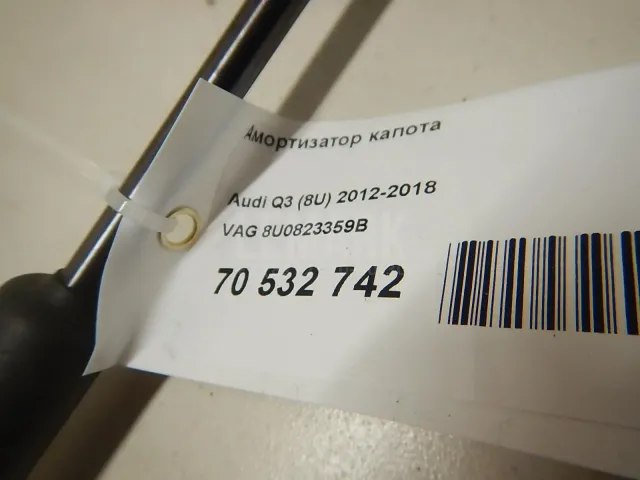 Амортизатор капота
Audi Q3 (8U) 2012-2018
VAG 8U0823359B
70 532 742